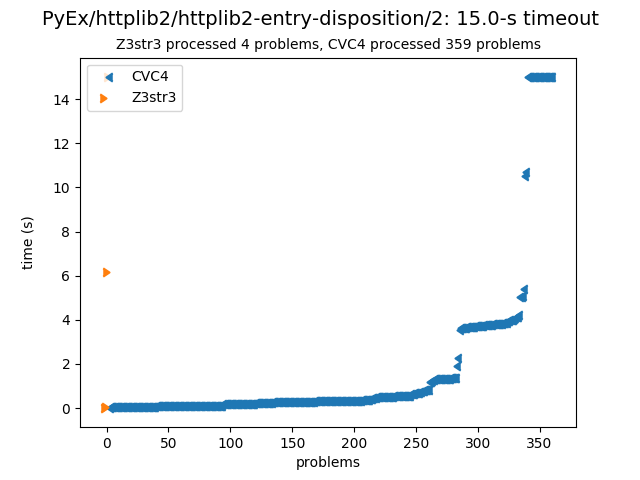 PyEx/httplib2/httplib2-entry-disposition/2: 15.0-s timeout
Z3str3 processed 4 problems, CVC4 processed 359 problems
CVC4
Z3str3
14
12
10
8
6
4
2
0
time (s)
0 50 100 150 200 250 300 350
problems